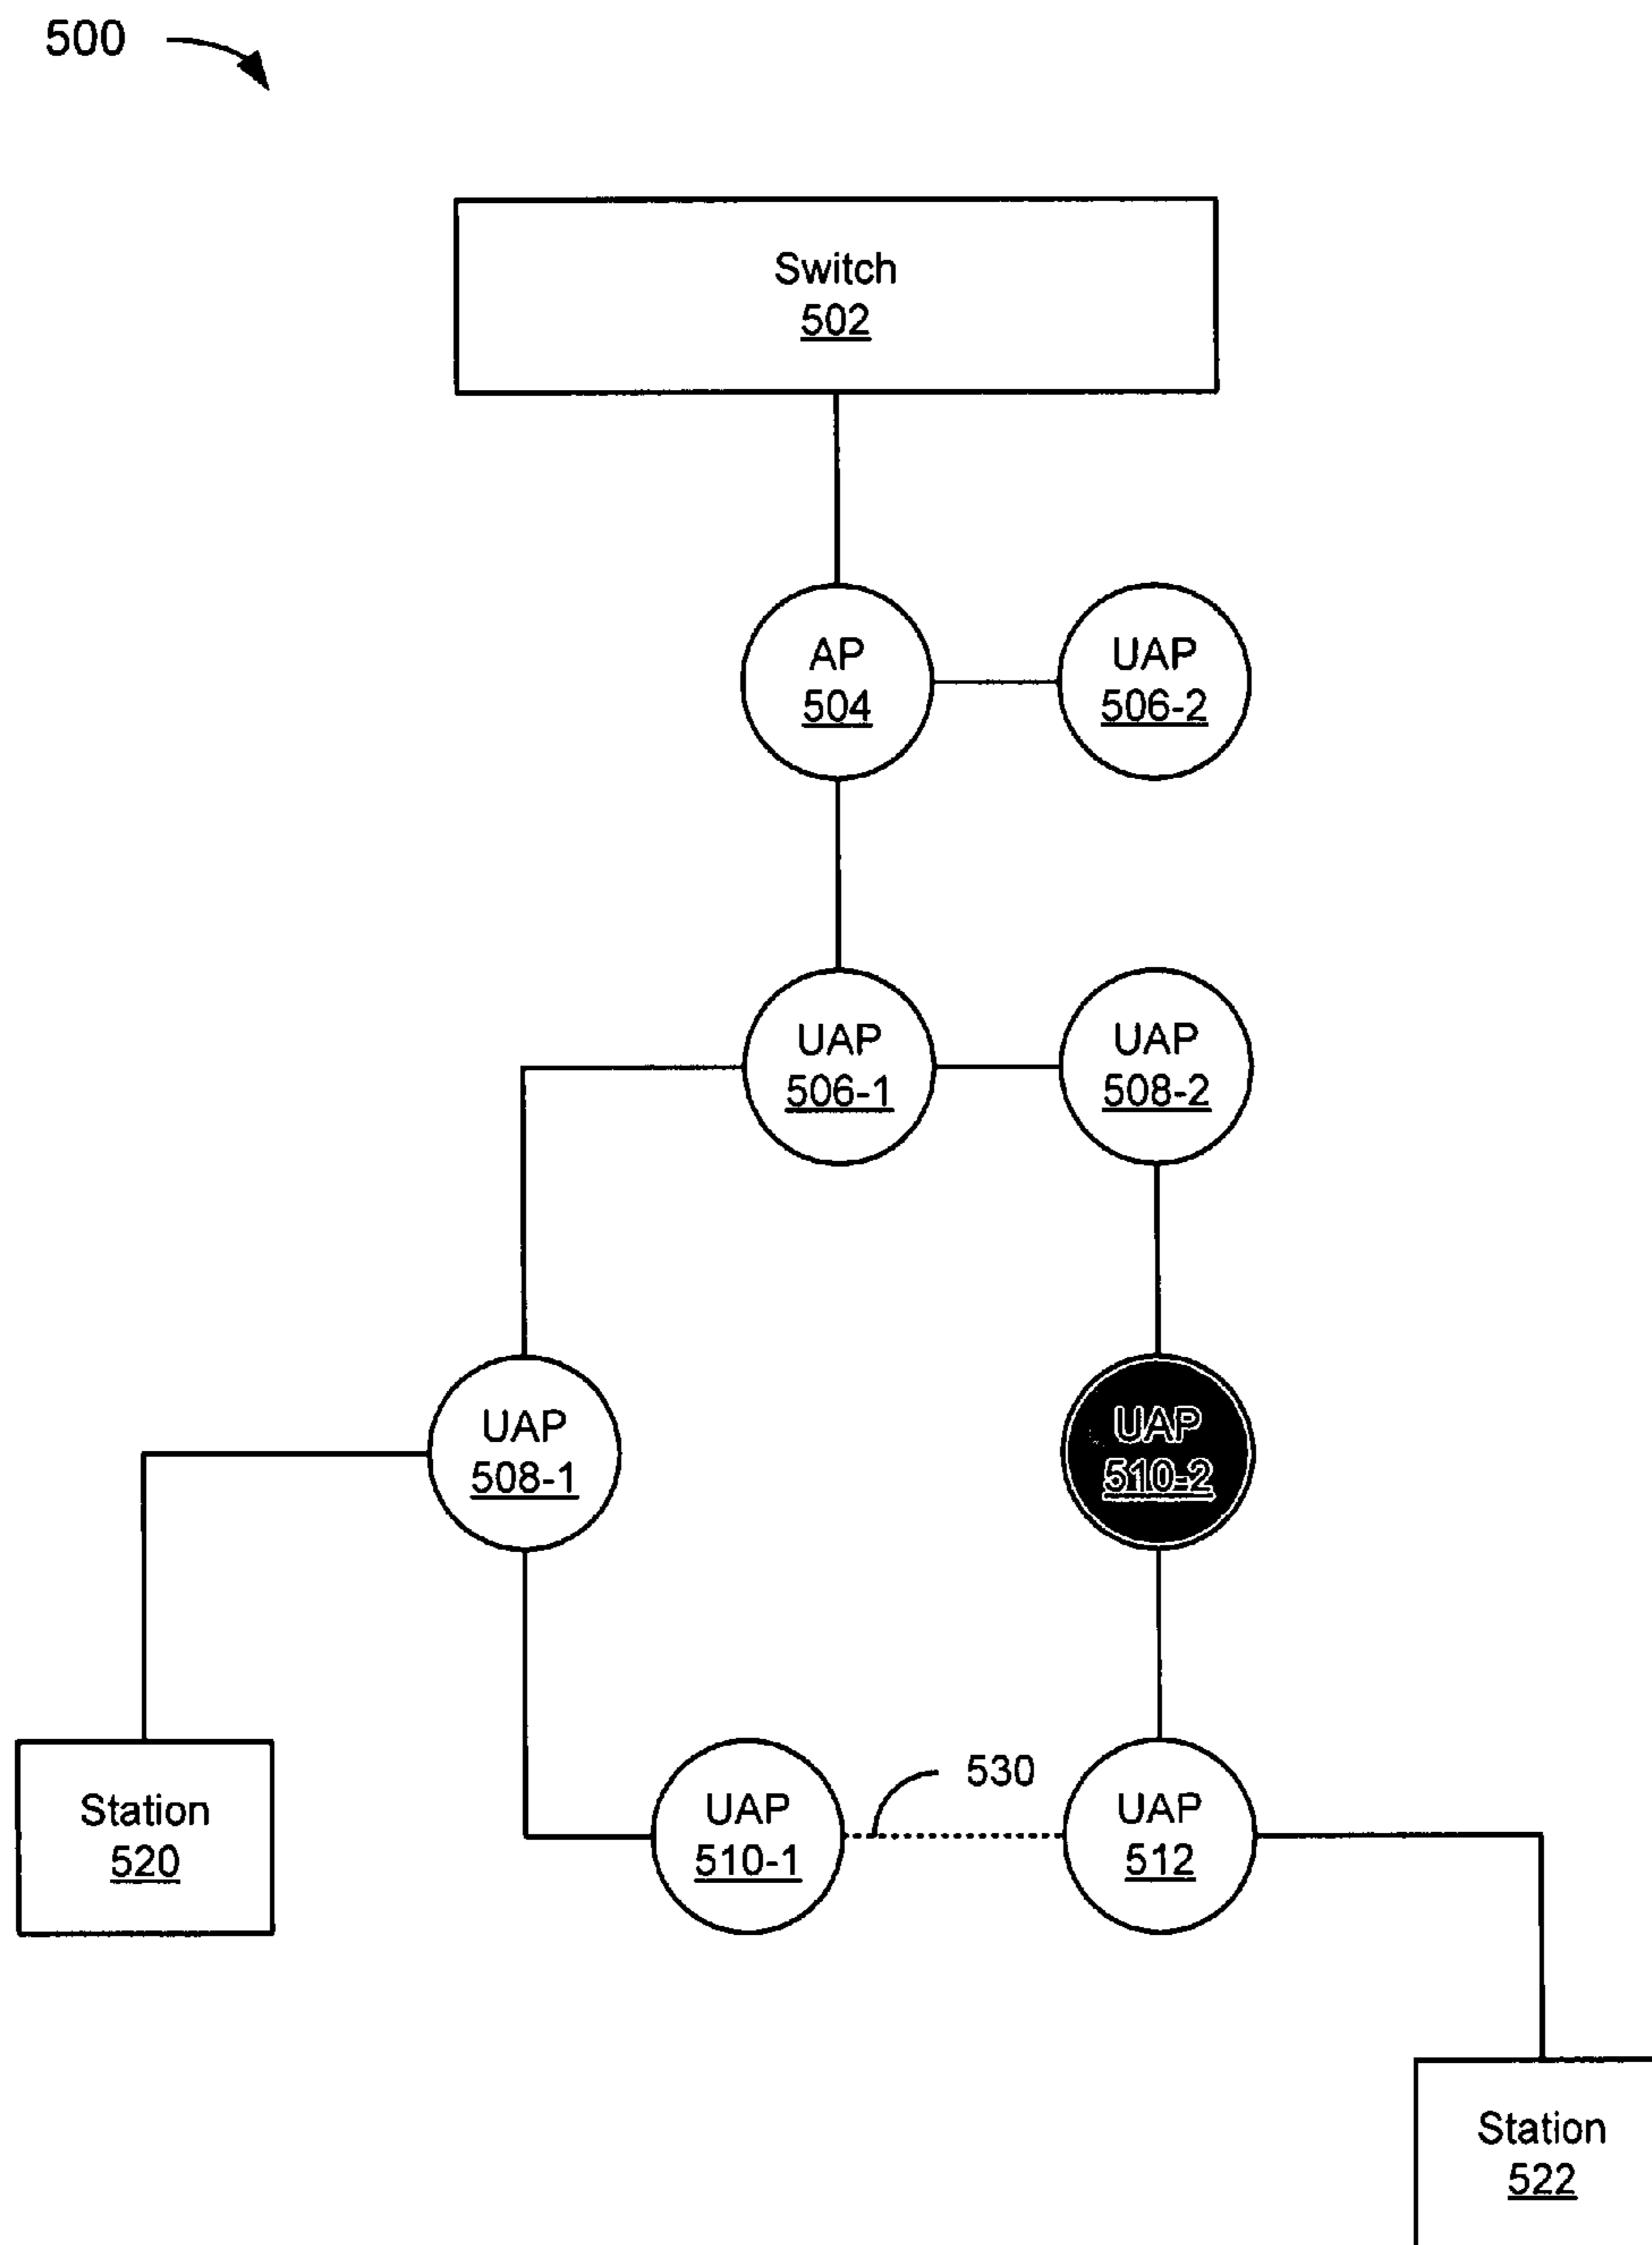 500
Switch
502
AP
504
UAP
506-2
UAP
506-1
UAP
508-2
UAP
508-1
UAP
510-2
Station
520
UAP
510-1
530
UAP
512
Station
522